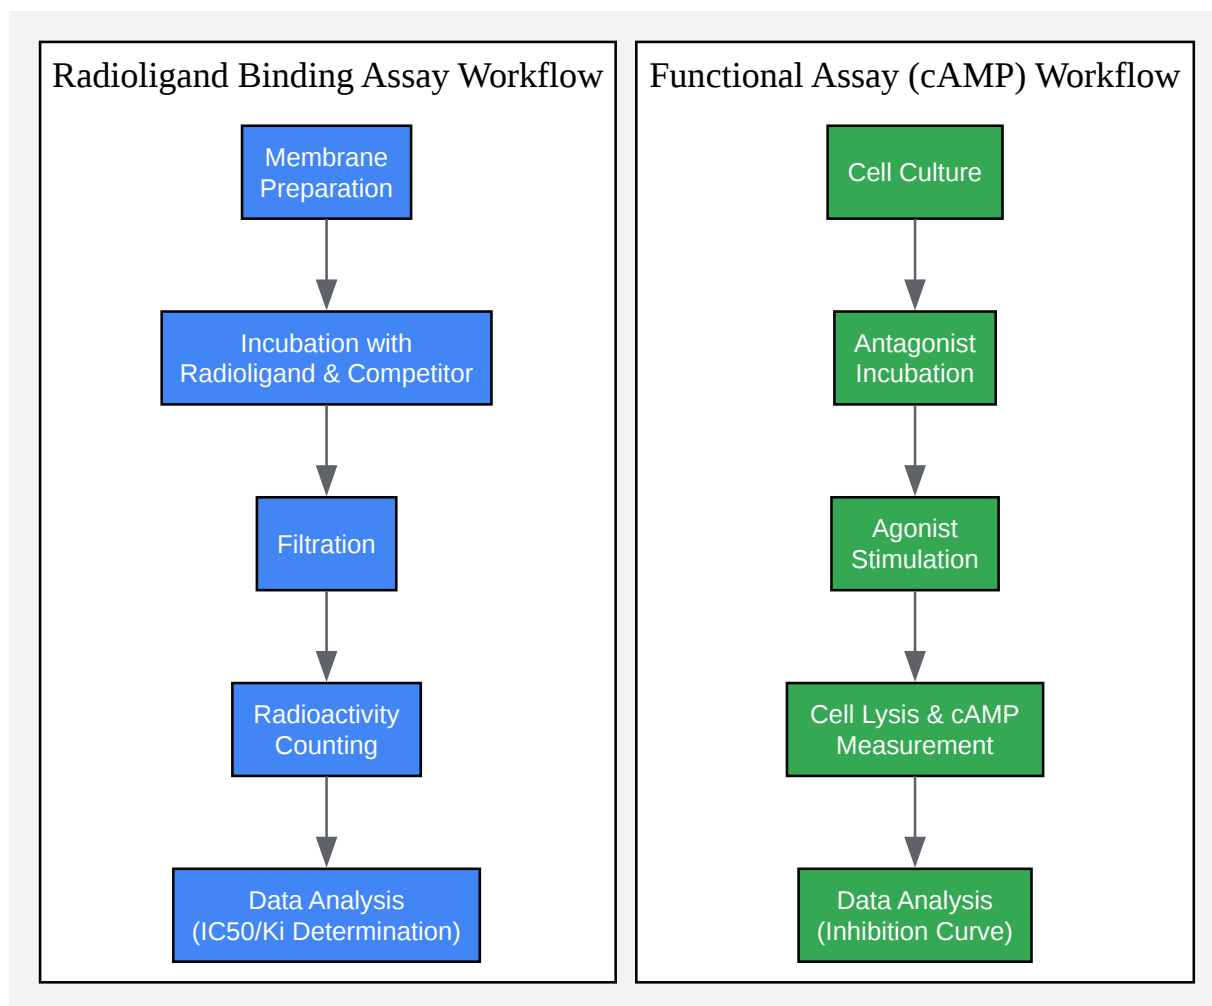 Radioligand Binding Assay Workflow
Membrane
Preparation
Incubation with
Radioligand & Competitor
Filtration
Radioactivity
Counting
Data Analysis
(IC50/Ki Determination)
Functional Assay (cAMP) Workflow
Cell Culture
Antagonist
Incubation
Agonist
Stimulation
Cell Lysis & cAMP
Measurement
Data Analysis
(Inhibition Curve)